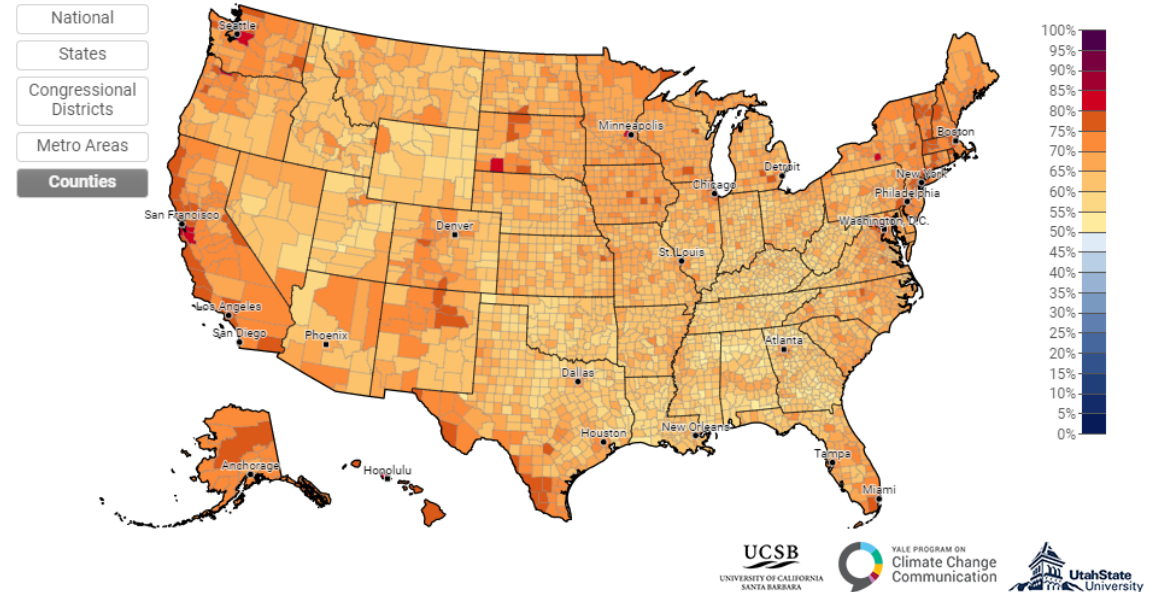 National
States
Congressional
Districts
Metro Areas
Counties
Seattle
Minneapolis
Boston
Detroit
Chicago
New York
Philadelphia
Washington, D.C.
San Francisco
Denver
St. Louis
Los Angeles
San Diego
Phoenix
Atlanta
Dallas
Houston
New Orleans
Tampa
Miami
Anchorage
Honolulu
100%
95%
90%
85%
80%
75%
70%
65%
60%
55%
50%
45%
40%
35%
30%
25%
20%
15%
10%
5%
0%
UCSB
UNIVERSITY OF CALIFORNIA
SANTA BARBARA
YALE PROGRAM ON
Climate Change
Communication
UtahState
University